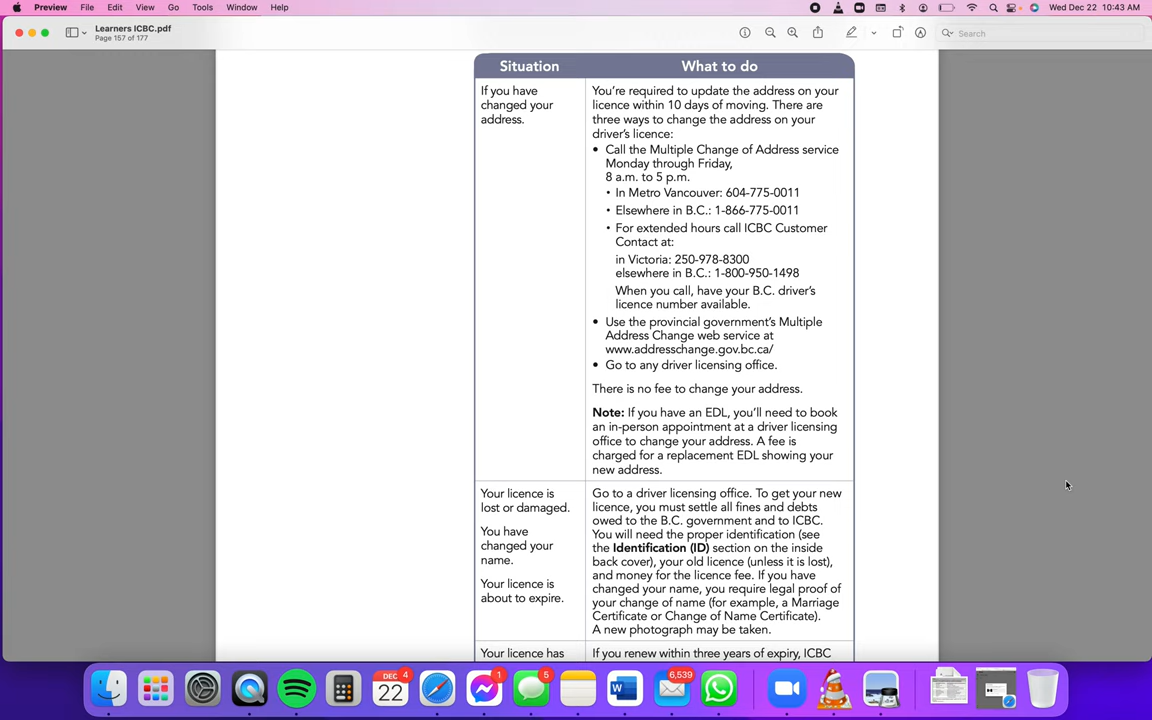 Preview File Edit View Go Tools Window Help Wed Dec 22 10:43 AM
Learners ICBC.pdf
Page 157 of 177
Search
Situation What to do
If you have
changed your
address.
You're required to update the address on your
licence within 10 days of moving. There are
three ways to change the address on your
driver's licence:
• Call the Multiple Change of Address service
Monday through Friday,
8 a.m. to 5 p.m.
• In Metro Vancouver: 604-775-0011
• Elsewhere in B.C.: 1-866-775-0011
• For extended hours call ICBC Customer
Contact at:
in Victoria: 250-978-8300
elsewhere in B.C.: 1-800-950-1498
When you call, have your B.C. driver's
licence number available.
• Use the provincial government's Multiple
Address Change web service at
www.addresschange.gov.bc.ca/
• Go to any driver licensing office.
There is no fee to change your address.
Note: If you have an EDL, you'll need to book
an in-person appointment at a driver licensing
office to change your address. A fee is
charged for a replacement EDL showing your
new address.
Your licence is
lost or damaged.
You have
changed your
name.
Your licence is
about to expire.
Go to a driver licensing office. To get your new
licence, you must settle all fines and debts
owed to the B.C. government and to ICBC.
You will need the proper identification (see
the Identification (ID) section on the inside
back cover), your old licence (unless it is lost),
and money for the licence fee. If you have
changed your name, you require legal proof of
your change of name (for example, a Marriage
Certificate or Change of Name Certificate).
A new photograph may be taken.
Your licence has
If you renew within three years of expiry, ICBC
DEC 4
22
1
5
W
6,539